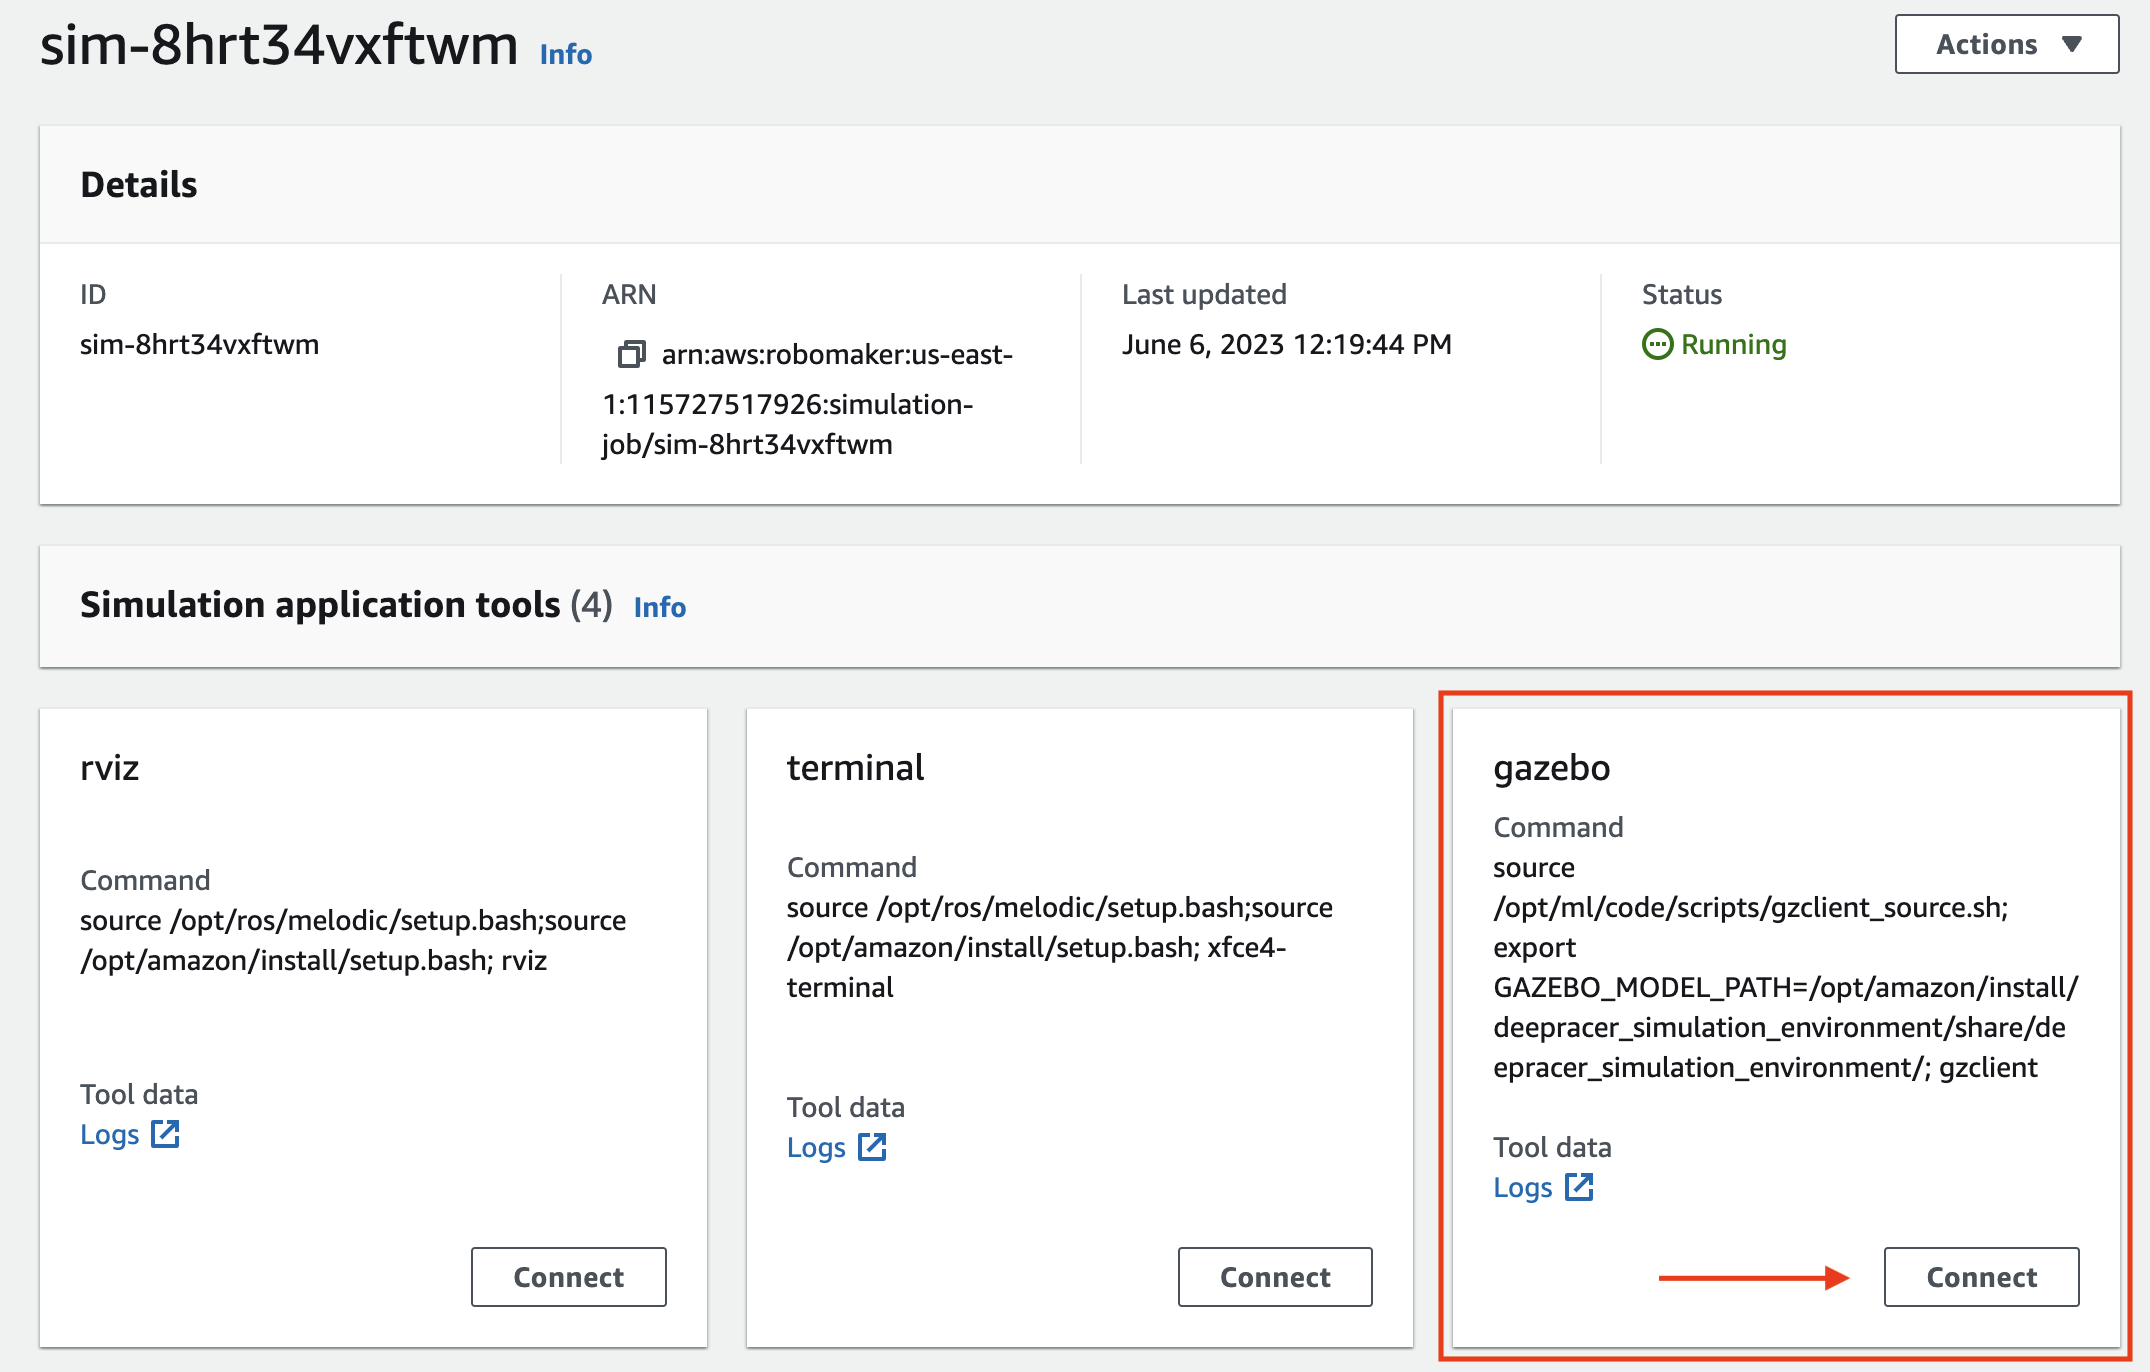 sim-8hrt34vxftwm Info
Actions
Details
ID
sim-8hrt34vxftwm
ARN
arn:aws:robomaker:us-east-
1:115727517926:simulation-
job/sim-8hrt34vxftwm
Last updated
June 6, 2023 12:19:44 PM
Status
Running
Simulation application tools (4) Info
rviz
Command
source /opt/ros/melodic/setup.bash;source
/opt/amazon/install/setup.bash; rviz
Tool data
Logs
Connect
terminal
Command
source /opt/ros/melodic/setup.bash;source
/opt/amazon/install/setup.bash; xfce4-
terminal
Tool data
Logs
Connect
gazebo
Command
source
/opt/ml/code/scripts/gzclient_source.sh;
export
GAZEBO_MODEL_PATH=/opt/amazon/install/
deepracer_simulation_environment/share/de
epracer_simulation_environment/; gzclient
Tool data
Logs
Connect